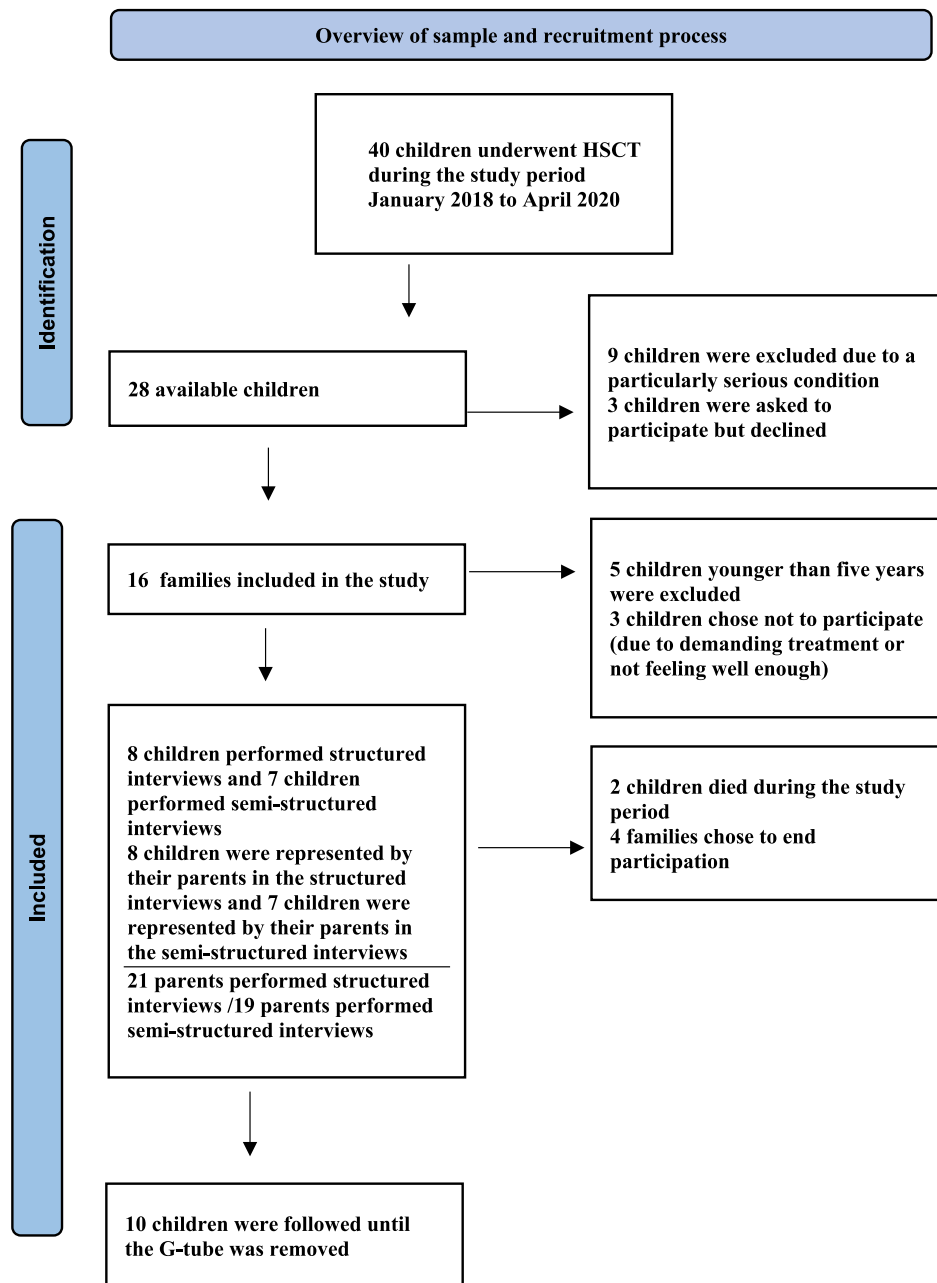 Overview of sample and recruitment process
Identification
40 children underwent HSCT
during the study period
January 2018 to April 2020
28 available children
9 children were excluded due to a
particularly serious condition
3 children were asked to
participate but declined
Included
16 families included in the study
5 children younger than five years
were excluded
3 children chose not to participate
(due to demanding treatment or
not feeling well enough)
8 children performed structured
interviews and 7 children
performed semi-structured
interviews
8 children were represented by
their parents in the structured
interviews and 7 children were
represented by their parents in
the semi-structured interviews
21 parents performed structured
interviews /19 parents performed
semi-structured interviews
2 children died during the study
period
4 families chose to end
participation
10 children were followed until
the G-tube was removed